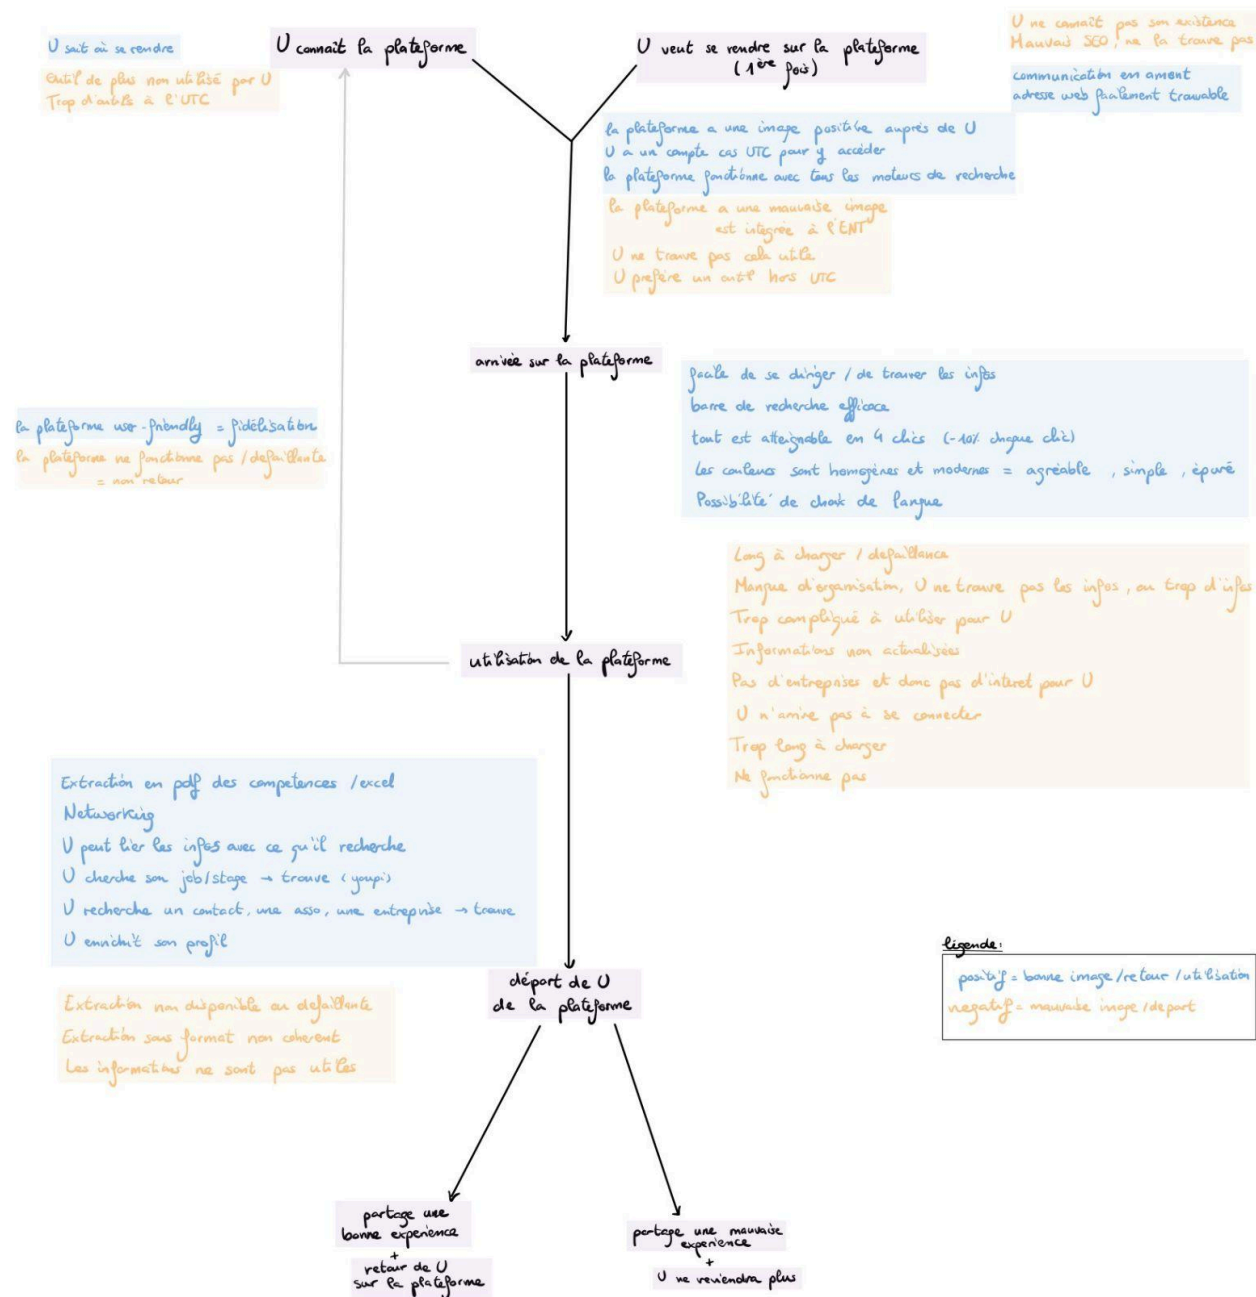 U sait où se rendre
Outil de plus non utilisé par U
Trop d'outils à l'UTC
U connaît la plateforme
U veut se rendre sur la plateforme
(1ère fois)
U ne connaît pas son existence
Mauvais SEO, ne la trouve pas
communication en amont
adresse web facilement trouvable
la plateforme a une image positive auprès de U
U a un compte cas UTC pour y accéder
la plateforme fonctionne avec tous les moteurs de recherche
la plateforme a une mauvaise image
est intégrée à l'ENT
U ne trouve pas cela utile
U préfère un outil hors UTC
arrivée sur la plateforme
facile de se diriger / de trouver les infos
barre de recherche efficace
tout est atteignable en 4 clics (-10% chaque clic)
Les couleurs sont homogènes et modernes = agréable, simple, épuré
Possibilité de choix de langue
la plateforme user-friendly = fidélisation
la plateforme ne fonctionne pas / defaillante
= non retour
Long à charger / defaillance
Manque d'organisation, U ne trouve pas les infos, ou trop d'infos
Trop compliqué à utiliser pour U
Informations non actualisées
Pas d'entreprises et donc pas d'interet pour U
U n'arrive pas à se connecter
Trop long à charger
Ne fonctionne pas
utilisation de la plateforme
Extraction en pdf des competences /excel
Networking
U peut lier les infos avec ce qu'il recherche
U cherche son job/stage → trouve (youpi)
U recherche un contact, une asso, une entreprise → trouve
U enrichit son profil
Extraction non disponible ou defaillante
Extraction sous format non coherent
Les informations ne sont pas utiles
départ de U
de la plateforme
légende:
positif = bonne image /retour /utilisation
negatif = mauvaise image /depart
partage une
bonne experience
+
retour de U
sur la plateforme
partage une mauvaise
experience
+
U ne reviendra plus